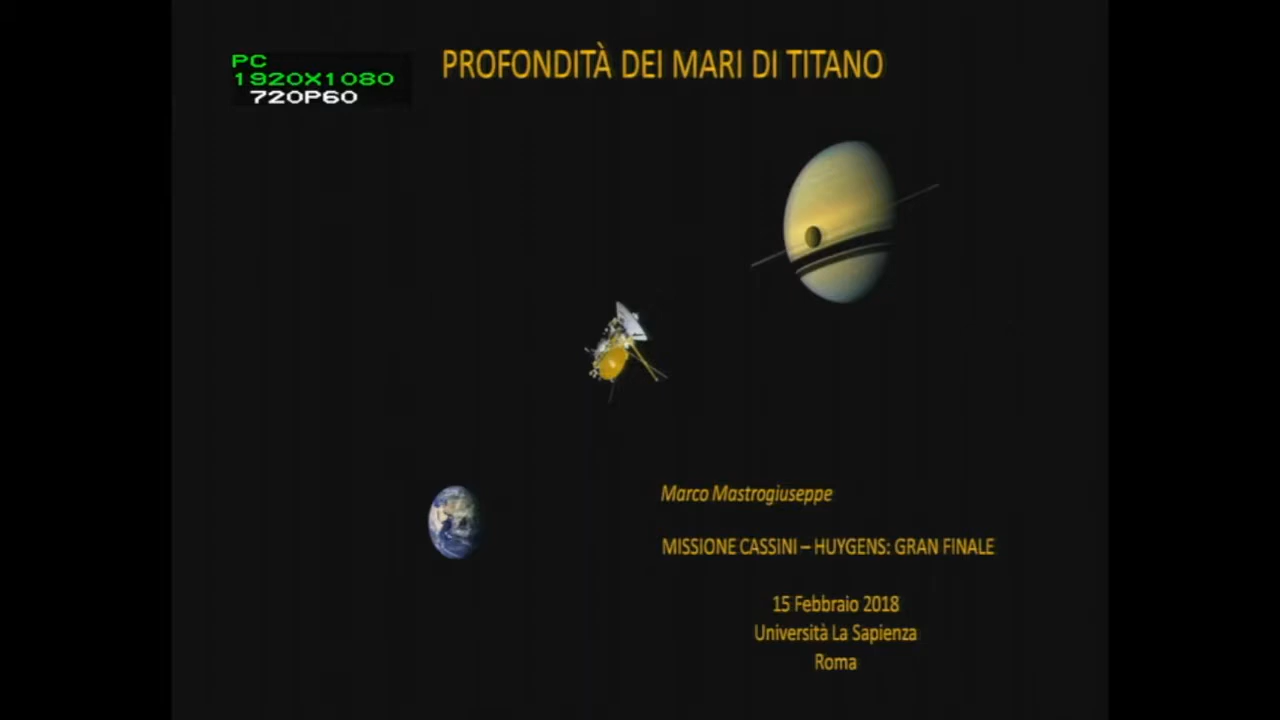 PC
1920X1080
720P60
PROFONDITÀ DEI MARI DI TITANO
Marco Mastrogiuseppe
MISSIONE CASSINI – HUYGENS: GRAN FINALE
15 Febbraio 2018
Università La Sapienza
Roma